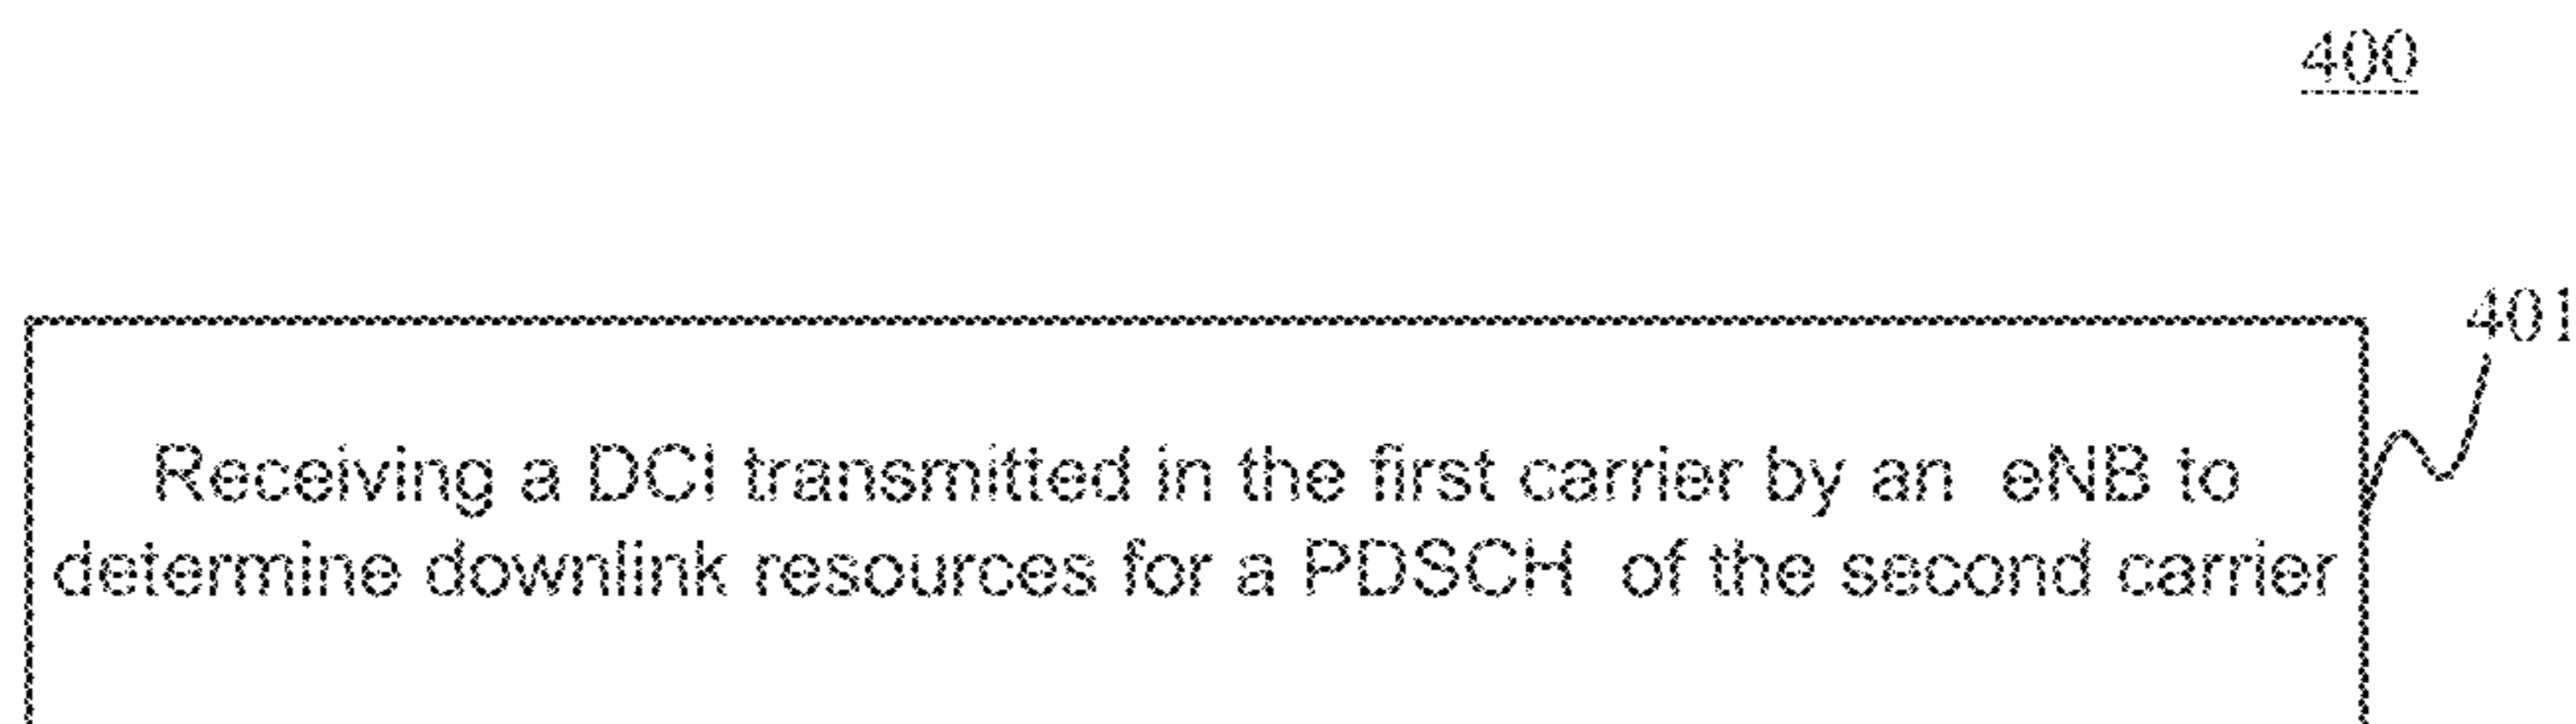 400
401
Receiving a DCI transmitted in the first carrier by an eNB to
determine downlink resources for a PDSCH of the second carrier